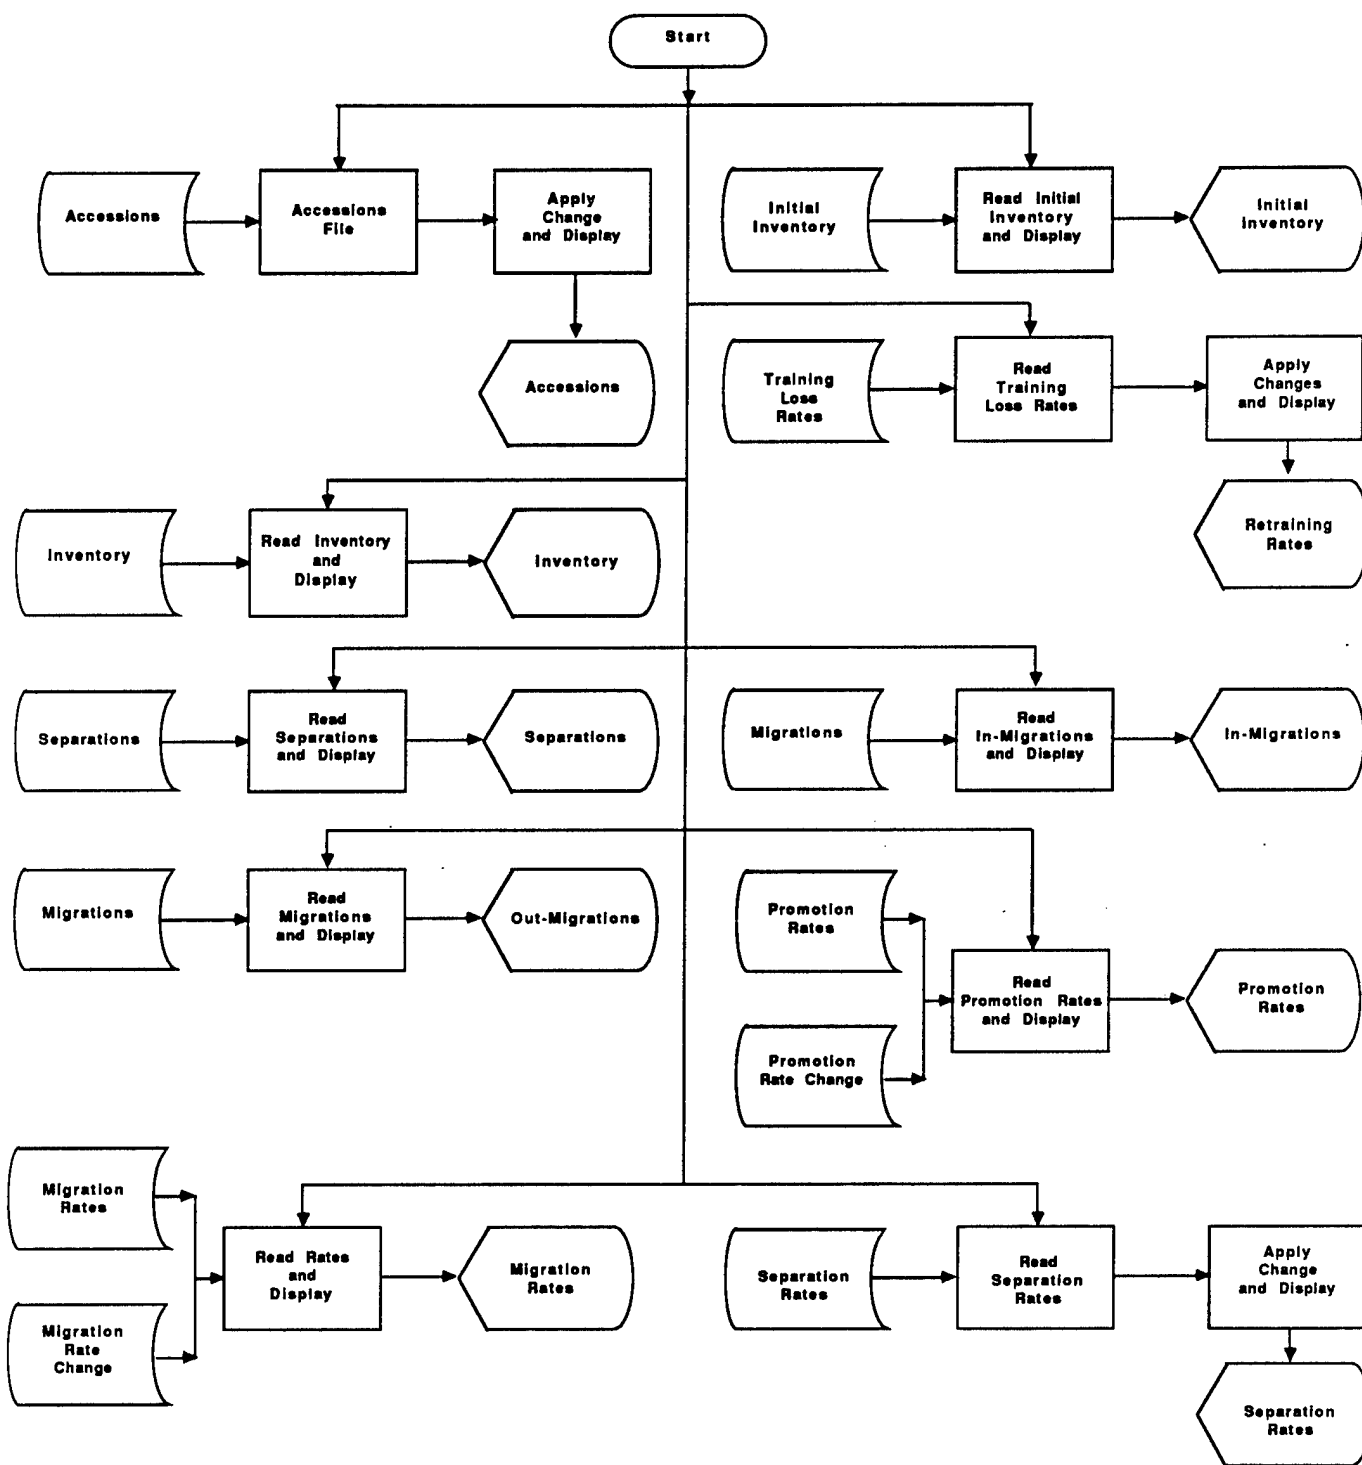 Start
Accessions
Accessions
File
Apply
Change
and Display
Accessions
Initial
Inventory
Read Initial
Inventory
and Display
Initial
Inventory
Training
Loss
Rates
Read
Training
Loss Rates
Apply
Changes
and Display
Retraining
Rates
Inventory
Read Inventory
and
Display
Inventory
Separations
Read
Separations
and Display
Separations
Migrations
Read
In-Migrations
and Display
In-Migrations
Migrations
Read
Migrations
and Display
Out-Migrations
Promotion
Rates
Promotion
Rate Change
Read
Promotion Rates
and Display
Promotion
Rates
Migration
Rates
Migration
Rate
Change
Read Rates
and
Display
Migration
Rates
Separation
Rates
Read
Separation
Rates
Apply
Change
and Display
Separation
Rates